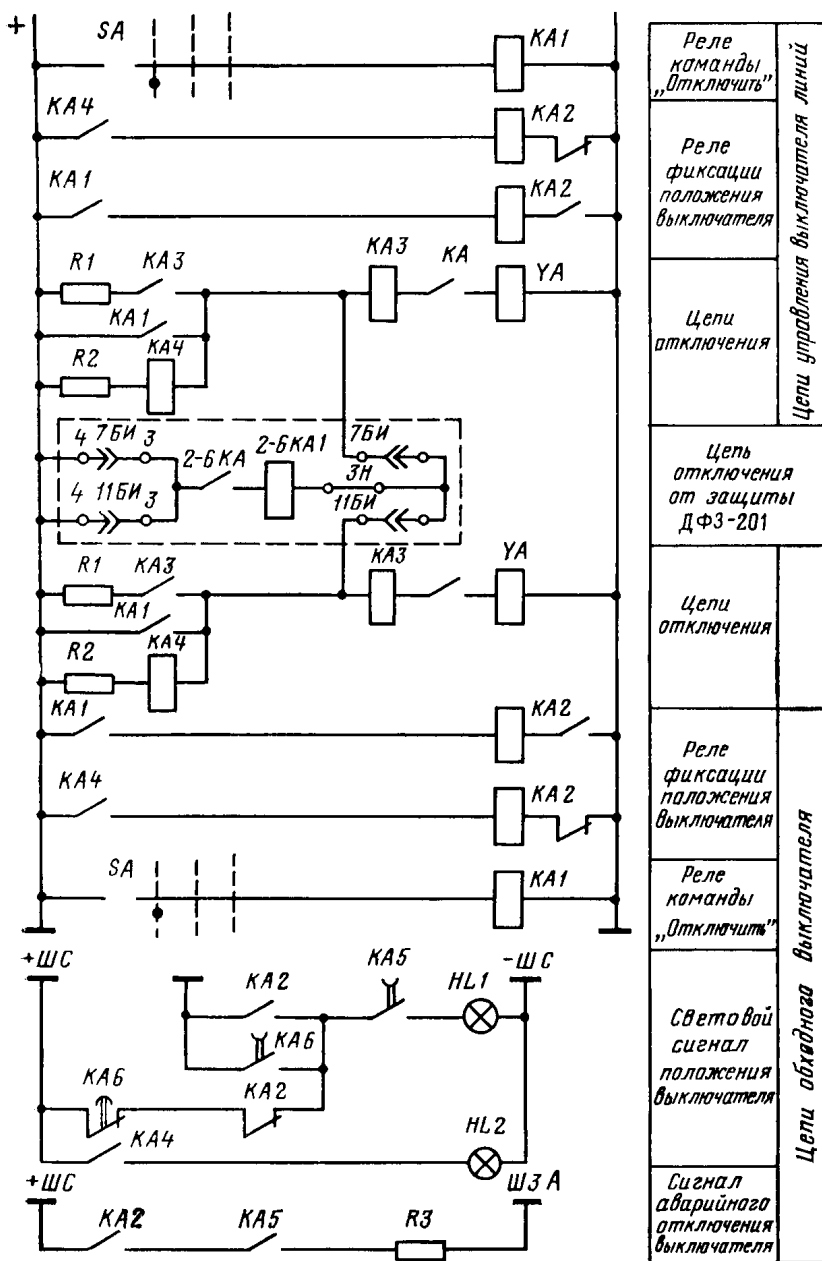 +
SA
KA1
Реле
команды
„Отключить"
KA4
KA2
Реле
фиксации
положения
выключателя
KA1
KA2
R1
KA3
KA3
KA
YA
KA1
R2
KA4
Цепи
отключения
Цепи управления выключателя линий
4
7БИ
3
2-6KA
2-6KA1
7БИ
3Н
4
11БИ
3
11БИ
Цепь
отключения
от защиты
ДФЗ-201
R1
KA3
KA3
YA
KA1
R2
KA4
Цепи
отключения
KA1
KA2
KA4
KA2
Реле
фиксации
положения
выключателя
SA
KA1
Реле
команды
„Отключить"
Цепи обходного выключателя
+ШС
-ШС
KA2
KA5
HL1
KA6
KA6
KA2
KA4
HL2
Световой
сигнал
положения
выключателя
+ШС
ШЗА
KA2
KA5
R3
Сигнал
аварийного
отключения
выключателя